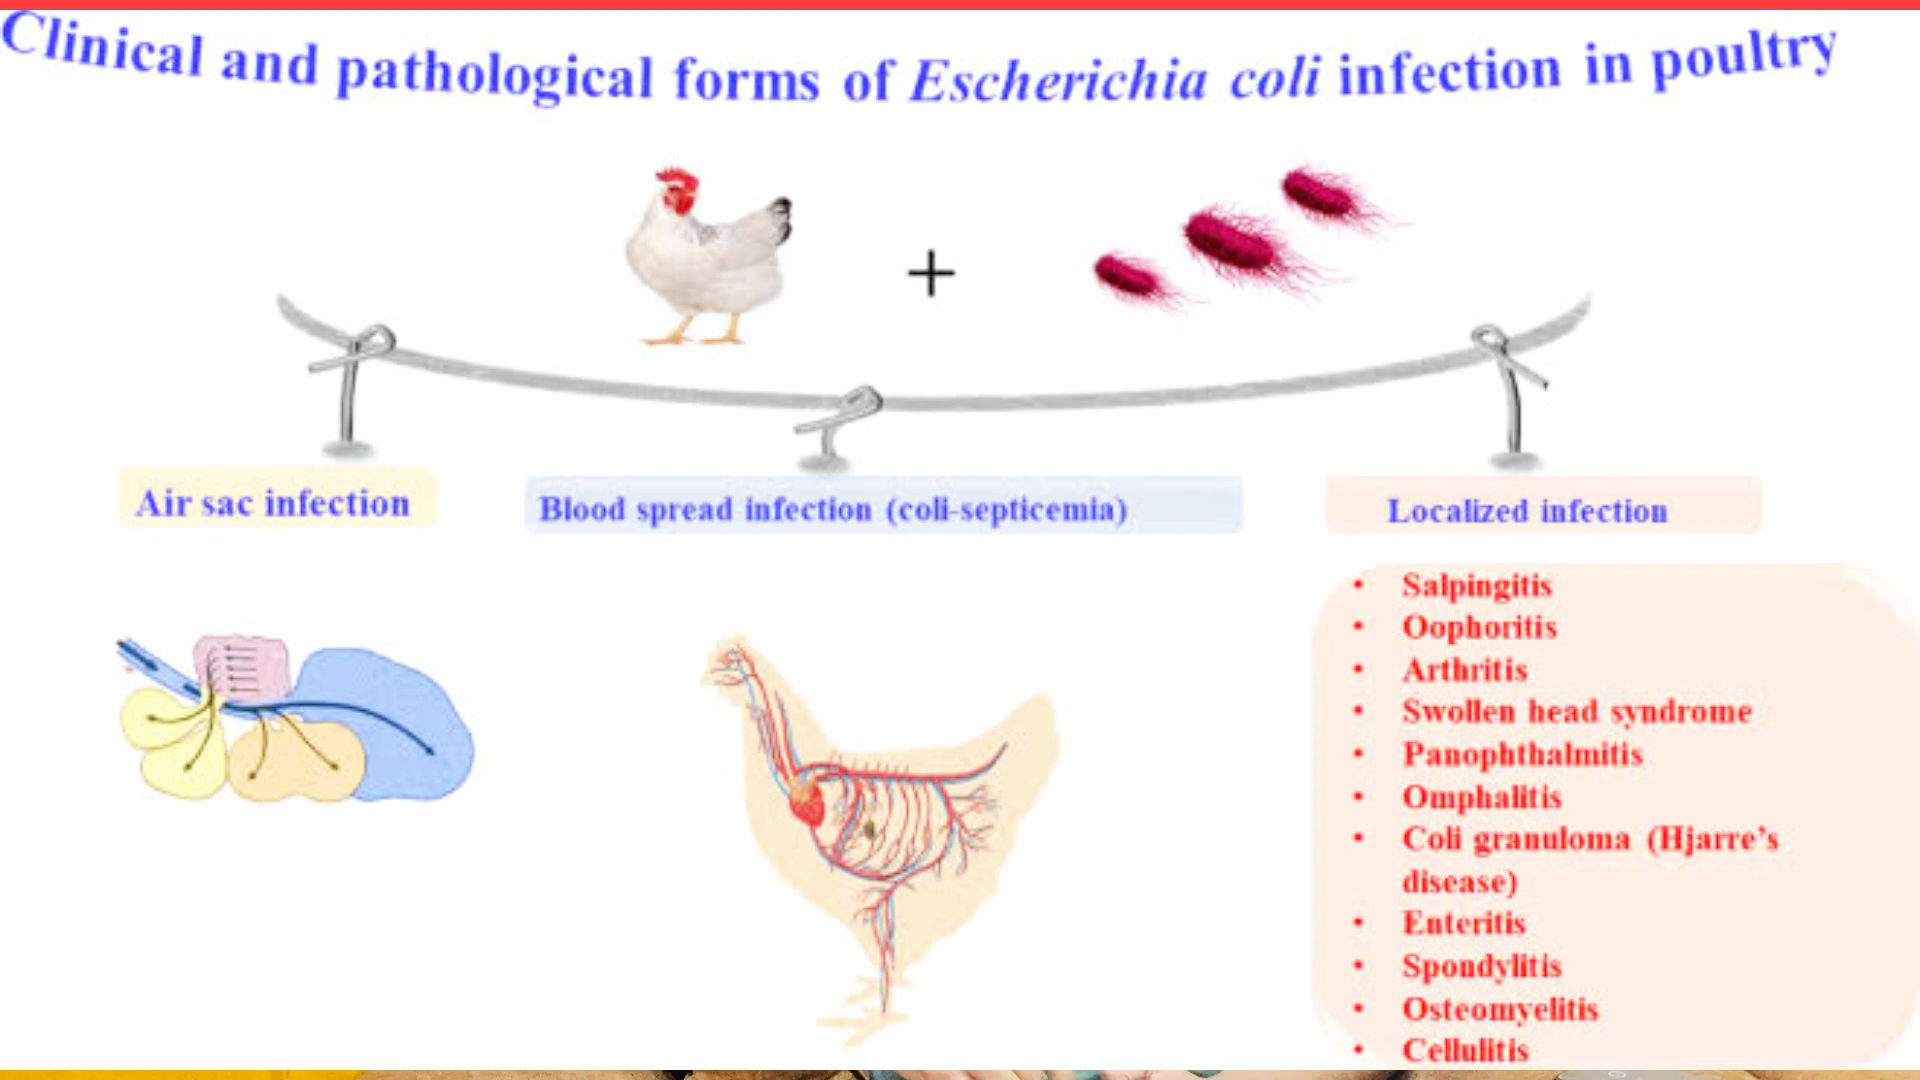 Clinical and pathological forms of Escherichia coli infection in poultry
+
Air sac infection
Blood spread infection (coli-septicemia)
Localized infection
• Salpingitis
• Oophoritis
• Arthritis
• Swollen head syndrome
• Panophthalmitis
• Omphalitis
• Coli granuloma (Hjarre's
disease)
• Enteritis
• Spondylitis
• Osteomyelitis
• Cellulitis